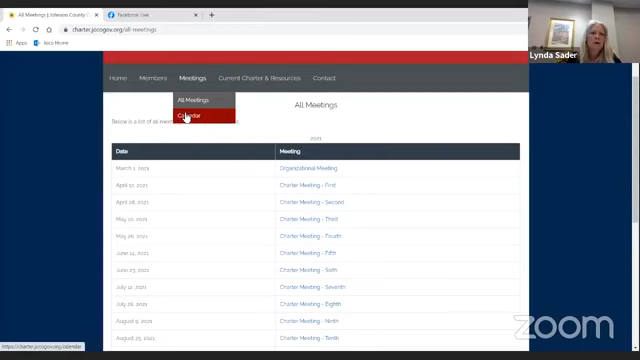 All Meetings | Johnson County C
Facebook Live
charter.jocogov.org/all-meetings
Apps
Joco Home
Lynda Sader
Home
Members
Meetings
Current Charter & Resources
Contact
All Meetings
Calendar
All Meetings
Below is a list of all
2021
Date
Meeting
March 1, 2021
Organizational Meeting
April 12, 2021
Charter Meeting - First
April 28, 2021
Charter Meeting - Second
May 10, 2021
Charter Meeting - Third
May 26, 2021
Charter Meeting - Fourth
June 14, 2021
Charter Meeting - Fifth
June 23, 2021
Charter Meeting - Sixth
July 12, 2021
Charter Meeting - Seventh
July 28, 2021
Charter Meeting - Eighth
August 9, 2021
Charter Meeting - Ninth
August 25, 2021
Charter Meeting - Tenth
https://charter.jocogov.org/calendar
zoom